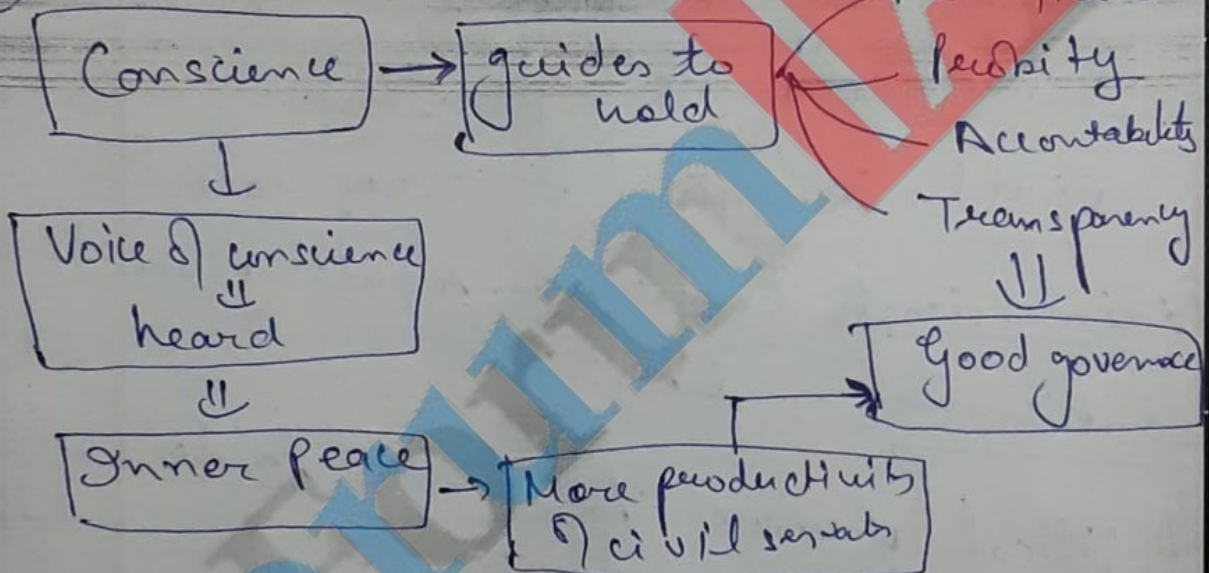 Conscience → guides to
hold
Probity
Accountability
Transparency
⇓
Good governance
↓
Voice of conscience
⇓
heard
⇓
Inner Peace → More productivity
of civil servants